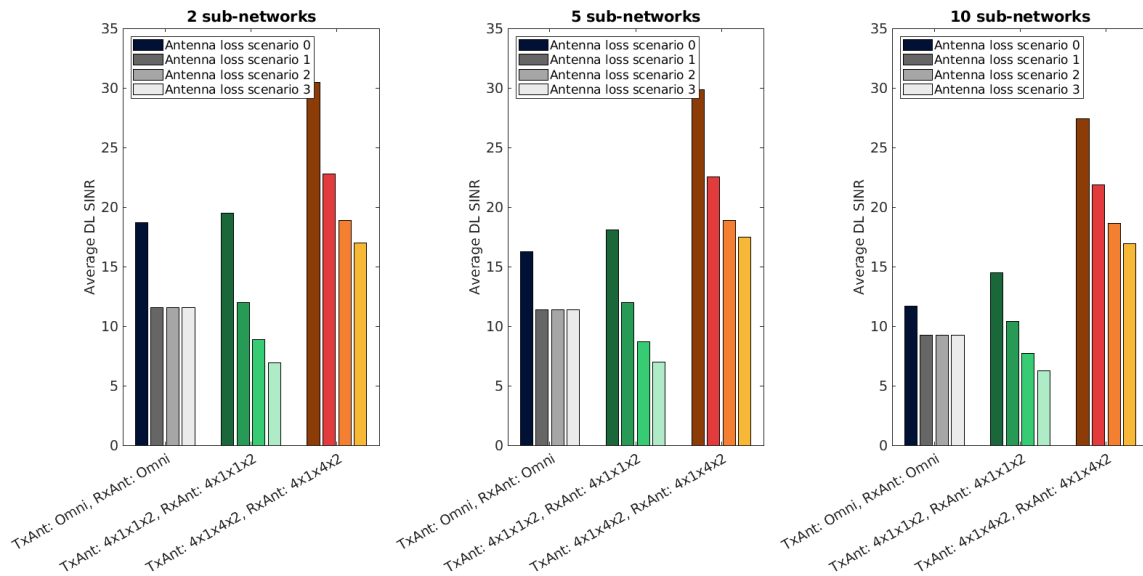 2 sub-networks
35
30
25
20
15
10
5
0
Average DL SINR
Antenna loss scenario 0
Antenna loss scenario 1
Antenna loss scenario 2
Antenna loss scenario 3
TxAnt: Omni, RxAnt: Omni
TxAnt: 4x1x1x2, RxAnt: 4x1x1x2
TxAnt: 4x1x4x2, RxAnt: 4x1x4x2
5 sub-networks
35
30
25
20
15
10
5
0
Average DL SINR
Antenna loss scenario 0
Antenna loss scenario 1
Antenna loss scenario 2
Antenna loss scenario 3
TxAnt: Omni, RxAnt: Omni
TxAnt: 4x1x1x2, RxAnt: 4x1x1x2
TxAnt: 4x1x4x2, RxAnt: 4x1x4x2
10 sub-networks
35
30
25
20
15
10
5
0
Average DL SINR
Antenna loss scenario 0
Antenna loss scenario 1
Antenna loss scenario 2
Antenna loss scenario 3
TxAnt: Omni, RxAnt: Omni
TxAnt: 4x1x1x2, RxAnt: 4x1x1x2
TxAnt: 4x1x4x2, RxAnt: 4x1x4x2